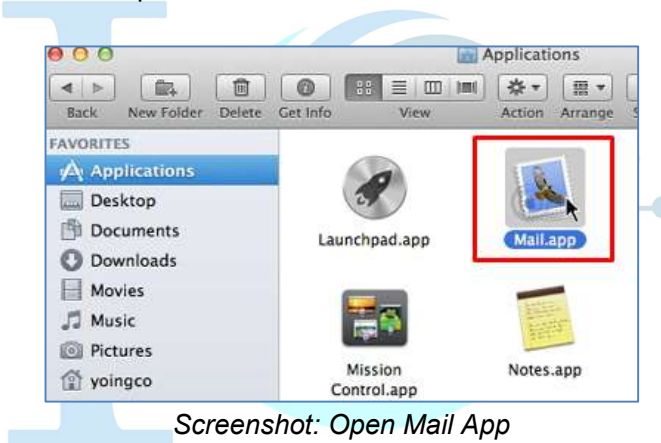 Applications
Back New Folder Delete Get Info View Action Arrange
FAVORITES
Applications
Desktop
Documents
Downloads
Movies
Music
Pictures
yoingco
Launchpad.app
Mail.app
Mission
Control.app
Notes.app
Screenshot: Open Mail App